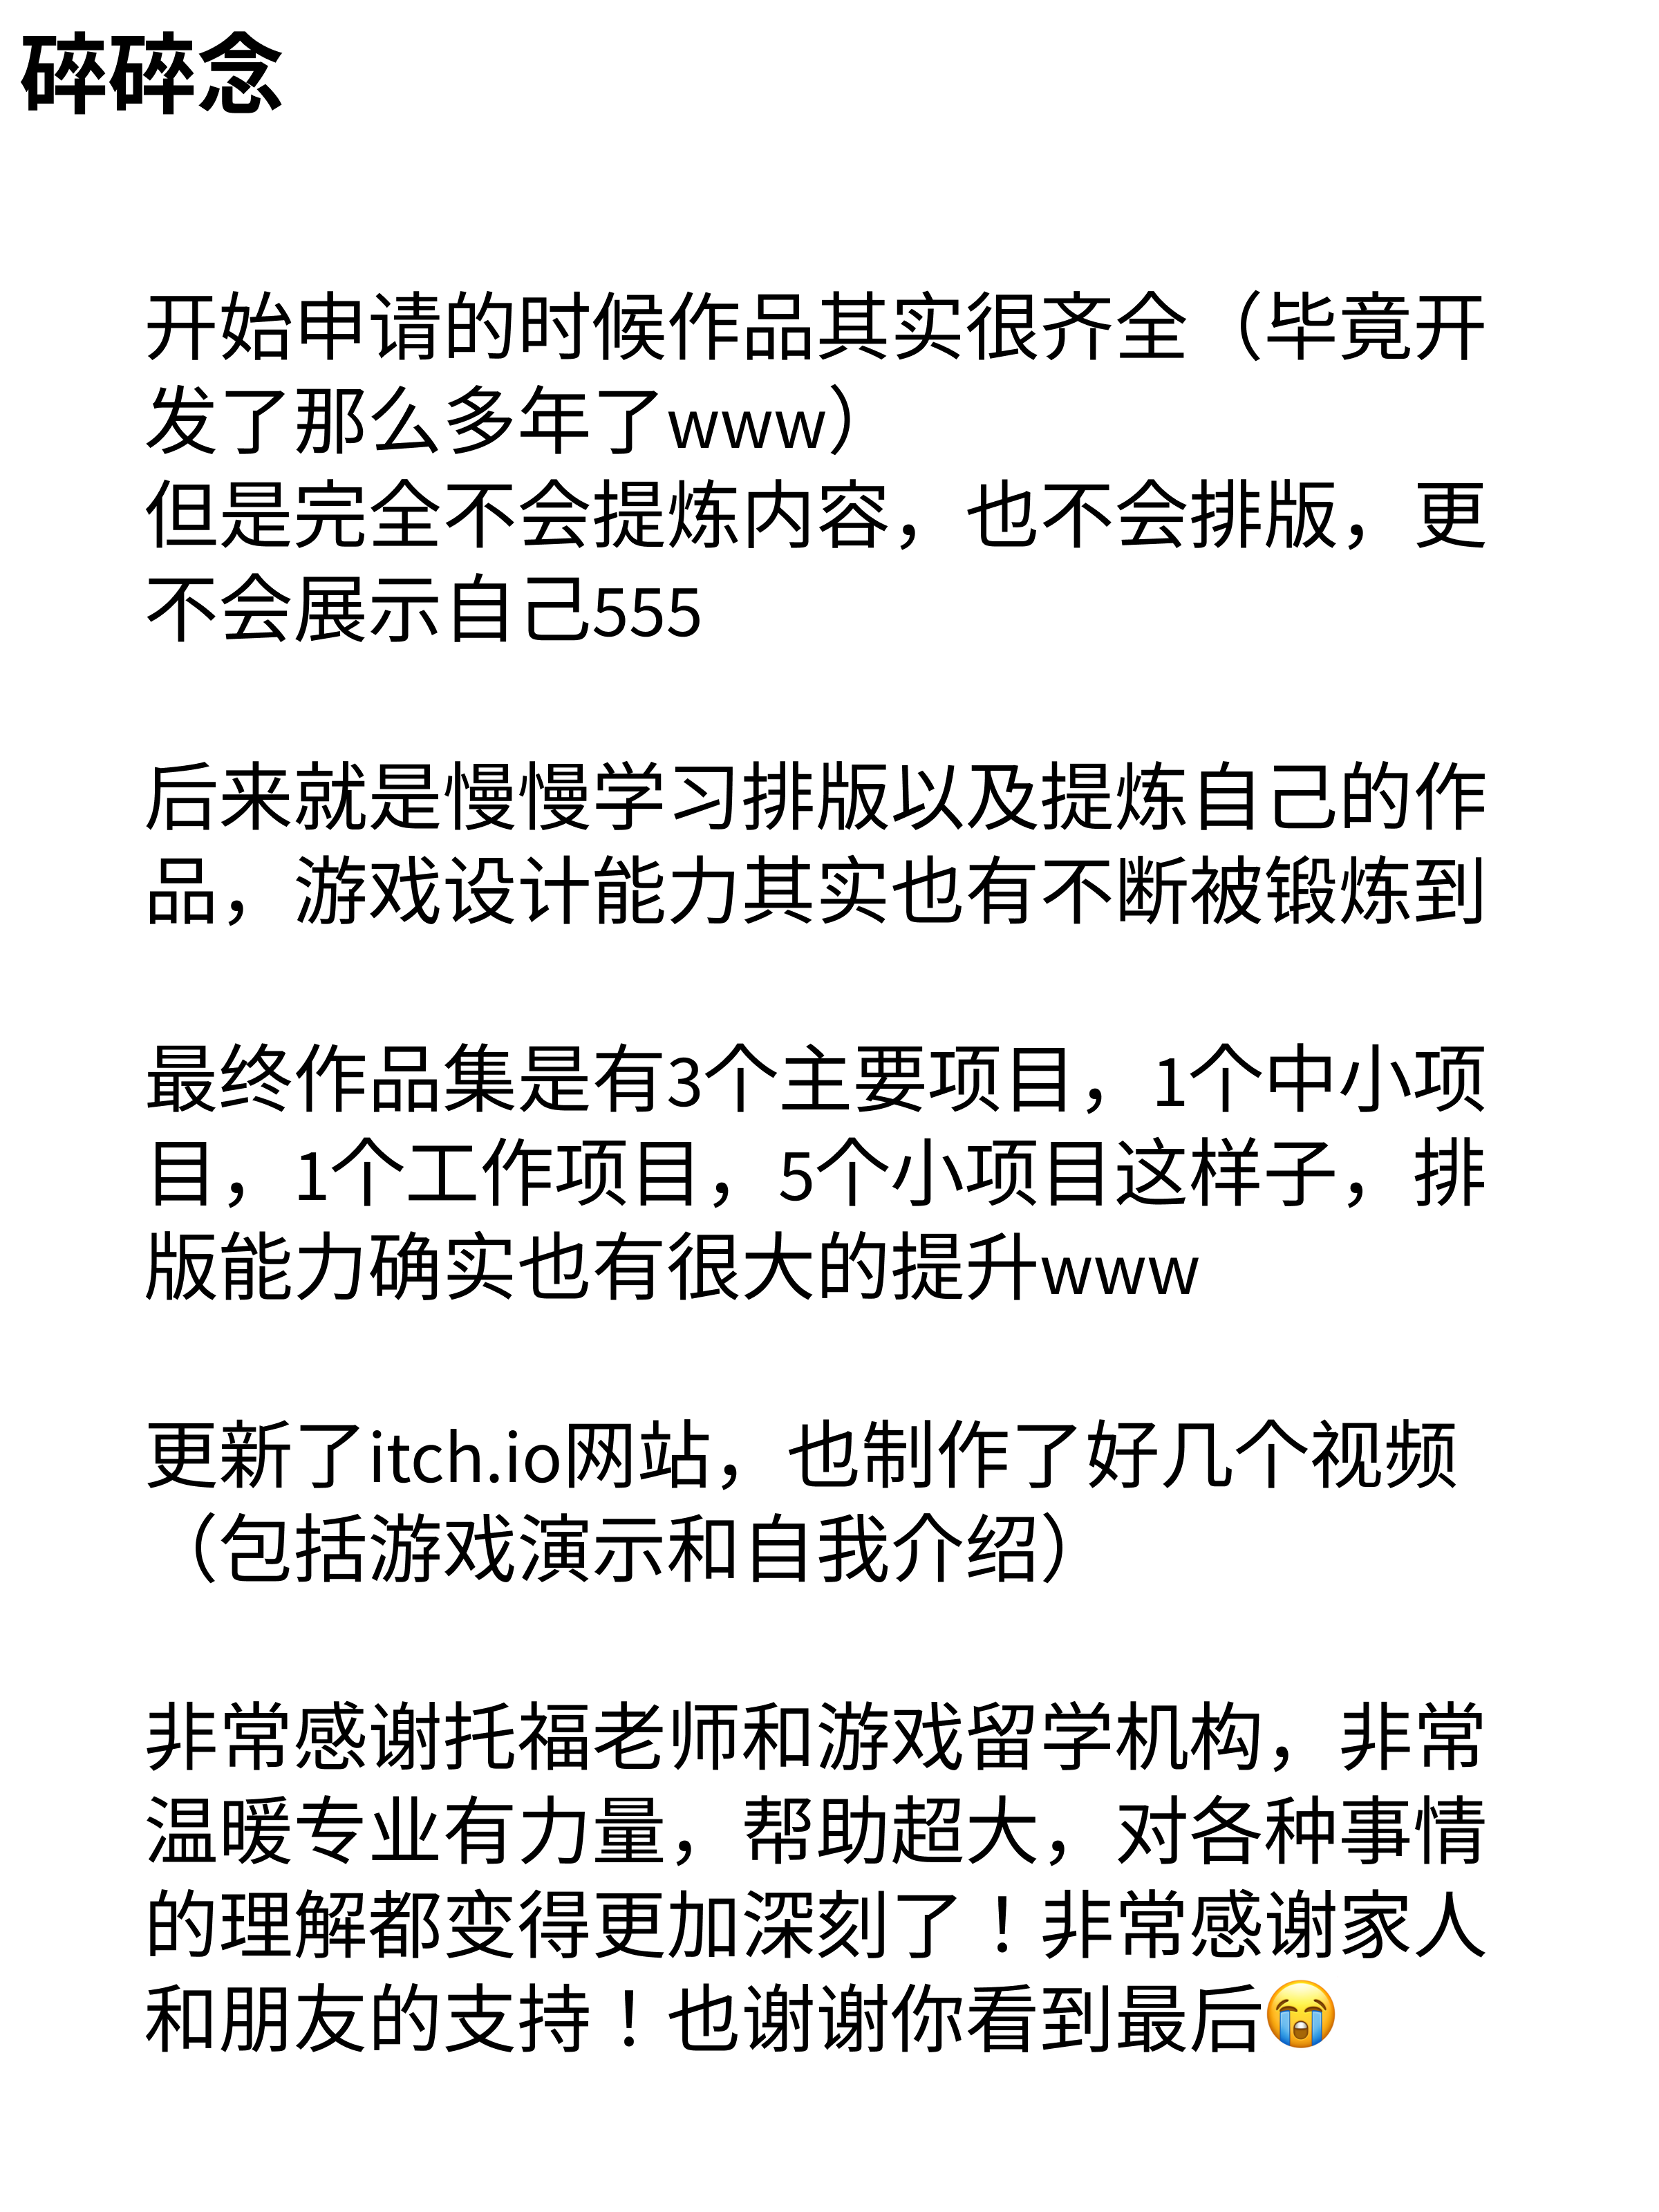 碎碎念
开始申请的时候作品其实很齐全（毕竟开
发了那么多年了www）
但是完全不会提炼内容，也不会排版，更
不会展示自己555
后来就是慢慢学习排版以及提炼自己的作
品，游戏设计能力其实也有不断被锻炼到
最终作品集是有3个主要项目，1个中小项
目，1个工作项目，5个小项目这样子，排
版能力确实也有很大的提升www
更新了itch.io网站，也制作了好几个视频
（包括游戏演示和自我介绍）
非常感谢托福老师和游戏留学机构，非常
温暖专业有力量，帮助超大，对各种事情
的理解都变得更加深刻了！非常感谢家人
和朋友的支持！也谢谢你看到最后😭